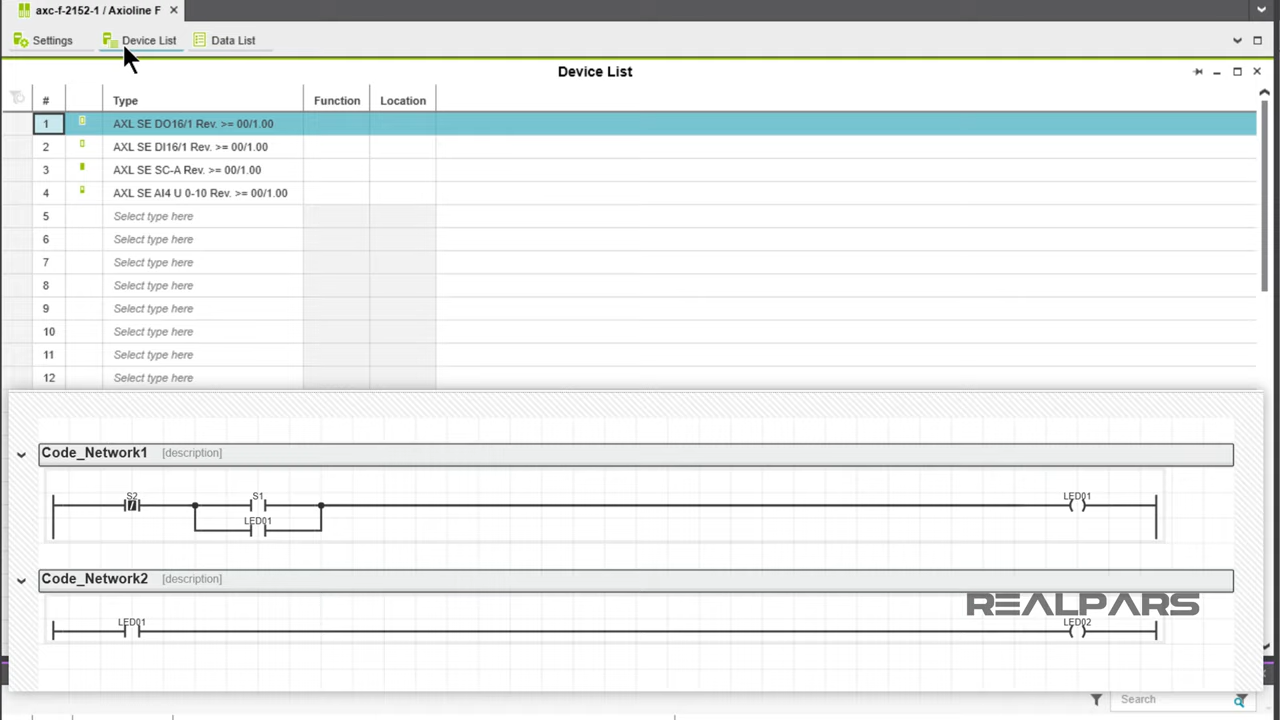 axc-f-2152-1 / Axioline F
Settings Device List Data List
Device List
# Type Function Location
1 AXL SE DO16/1 Rev. >= 00/1.00
2 AXL SE DI16/1 Rev. >= 00/1.00
3 AXL SE SC-A Rev. >= 00/1.00
4 AXL SE AI4 U 0-10 Rev. >= 00/1.00
5 Select type here
6 Select type here
7 Select type here
8 Select type here
9 Select type here
10 Select type here
11 Select type here
12 Select type here
Code_Network1 [description]
S2 S1 LED01
LED01
Code_Network2 [description]
REALPARS
LED01 LED02
Search